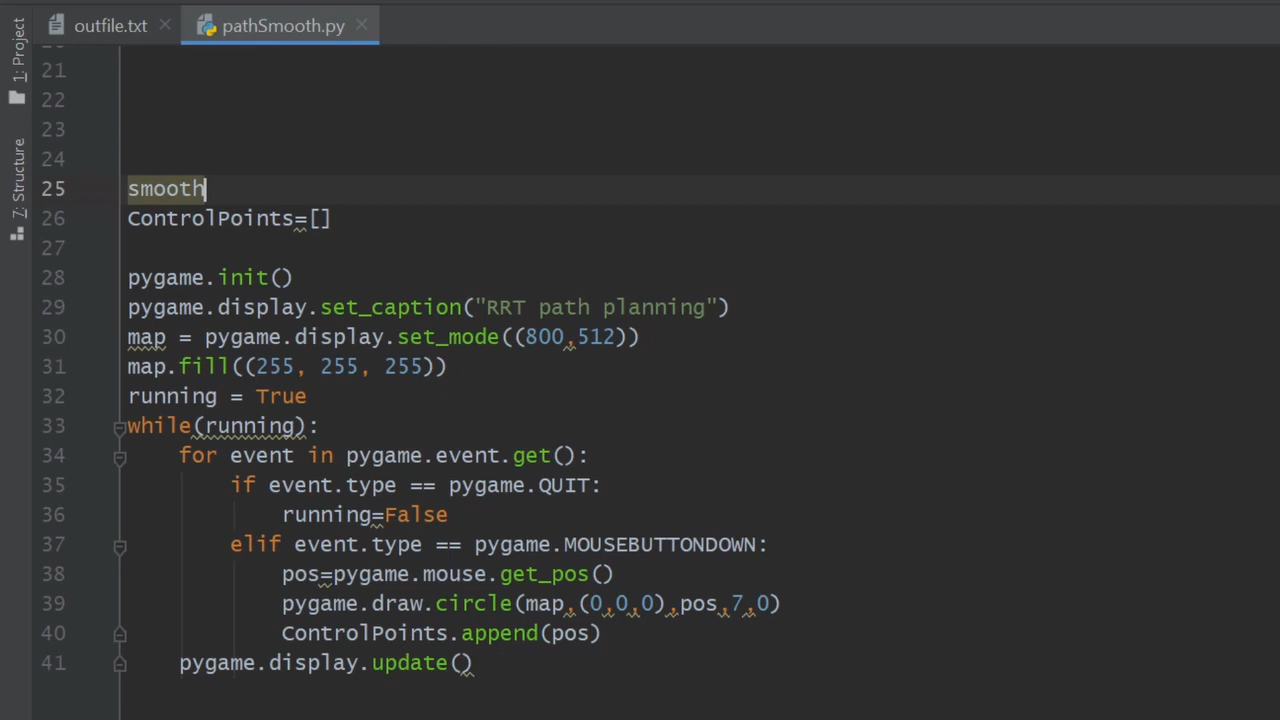 outfile.txt
pathSmooth.py
1: Project
7: Structure
21
22
23
24
25 smooth
26 ControlPoints=[]
27
28 pygame.init()
29 pygame.display.set_caption("RRT path planning")
30 map = pygame.display.set_mode((800,512))
31 map.fill((255, 255, 255))
32 running = True
33 while(running):
34     for event in pygame.event.get():
35         if event.type == pygame.QUIT:
36             running=False
37         elif event.type == pygame.MOUSEBUTTONDOWN:
38             pos=pygame.mouse.get_pos()
39             pygame.draw.circle(map,(0,0,0),pos,7,0)
40             ControlPoints.append(pos)
41     pygame.display.update()